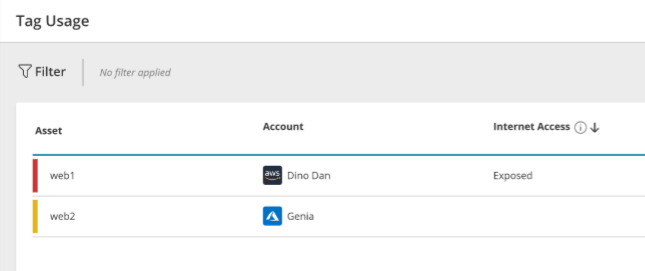 Tag Usage
Filter No filter applied
Asset Account Internet Access
web1 aws Dino Dan Exposed
web2 Genia